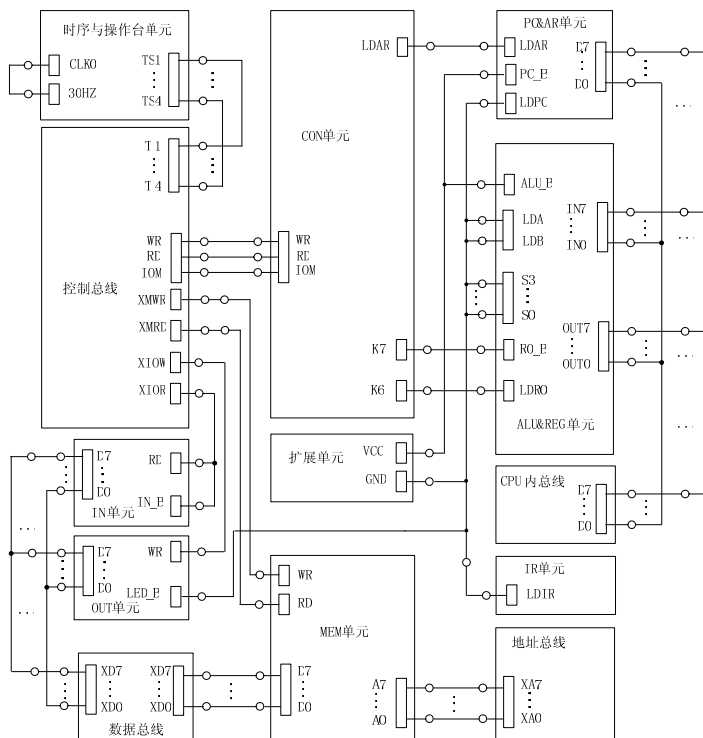 时序与操作台单元
CLK0
30HZ
TS1
TS4
控制总线
T1
T4
WR
RD
IOM
XMWR
XMRD
XIOW
XIOR
CON单元
LDAR
WR
RD
IOM
K7
K6
PC&AR单元
LDAR
PC_B
LDPC
D7
D0
ALU_B
LDA
LDB
S3
S0
R0_B
LDR0
IN7
IN0
OUT7
OUT0
ALU&REG单元
扩展单元
VCC
GND
CPU内总线
D7
D0
IN单元
D7
D0
RD
IN_B
OUT单元
D7
D0
WR
LED_B
IR单元
LDIR
MEM单元
WR
RD
D7
D0
A7
A0
地址总线
XA7
XA0
数据总线
XD7
XD0
XD7
XD0